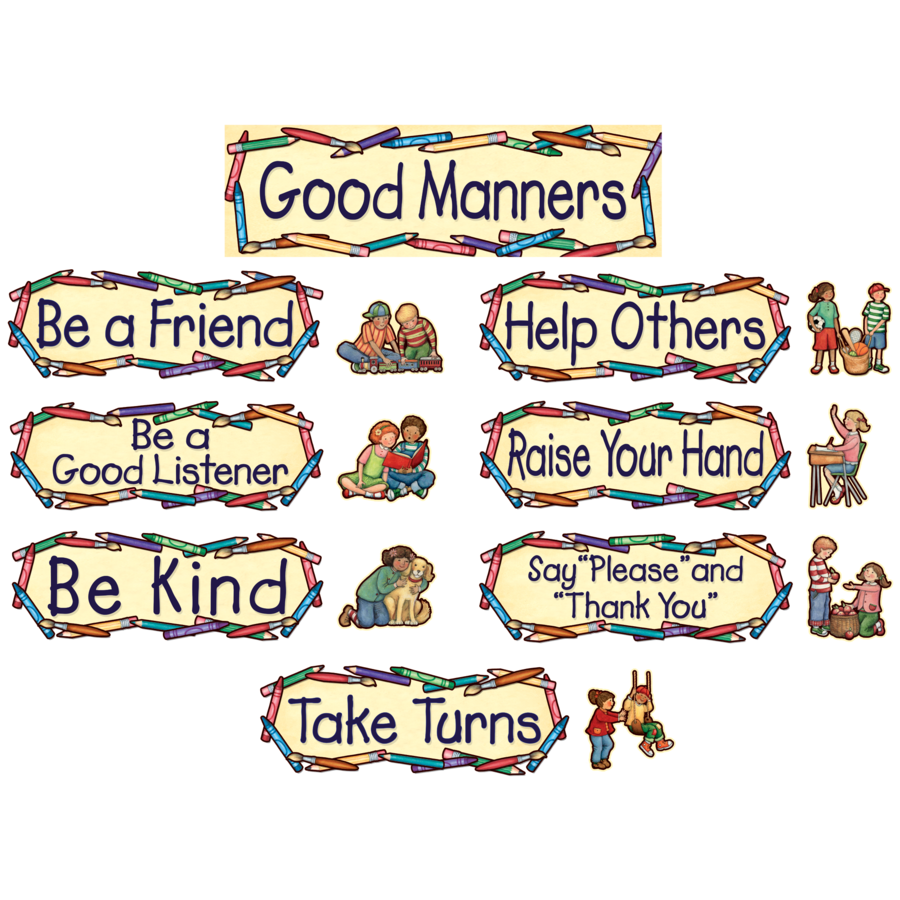 Good Manners
Be a Friend
Help Others
Be a
Good Listener
Raise Your Hand
Be Kind
Say “Please” and
“Thank You”
Take Turns